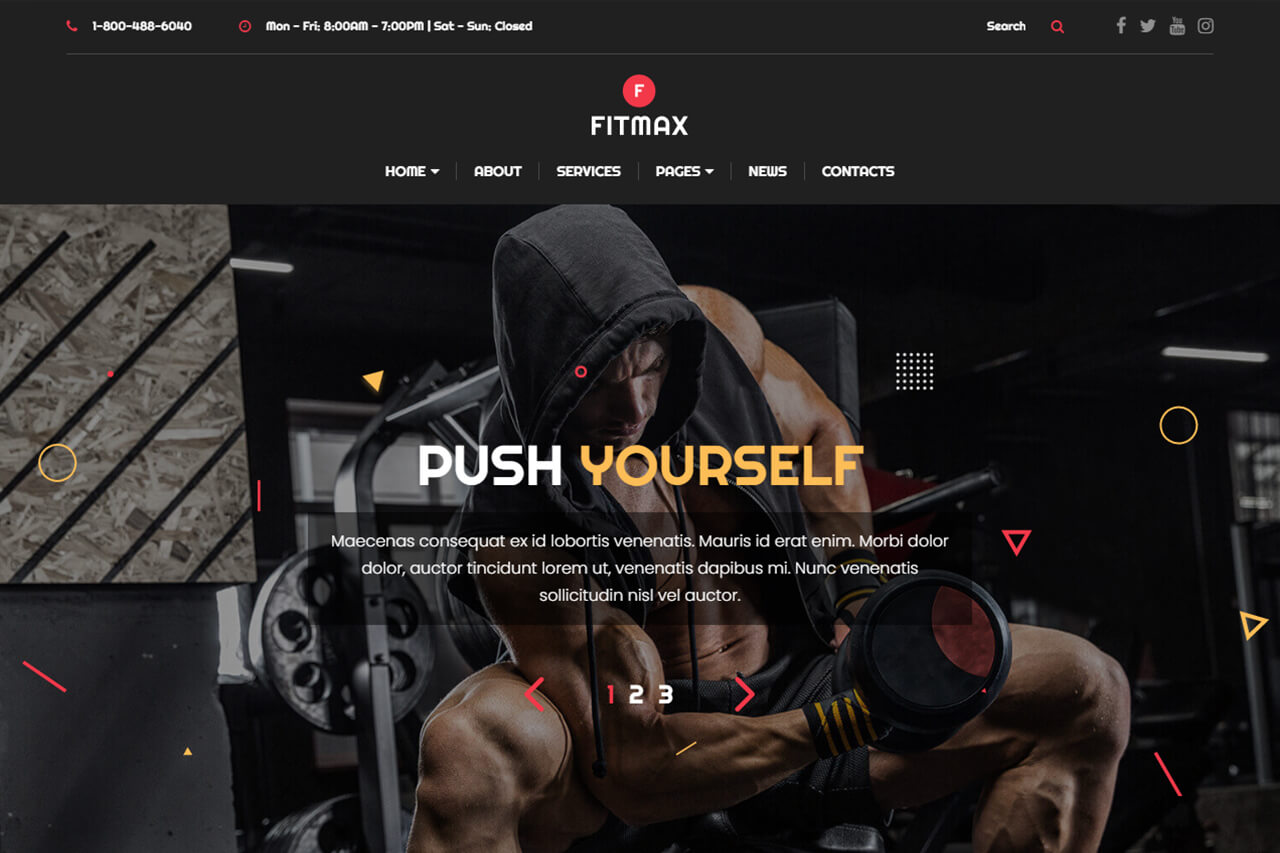 1-800-488-6040
Mon - Fri: 8:00AM - 7:00PM | Sat - Sun: Closed
Search
You Tube
F
FITMAX
HOME
ABOUT
SERVICES
PAGES
NEWS
CONTACTS
PUSH YOURSELF
Maecenas consequat ex id lobortis venenatis. Mauris id erat enim. Morbi dolor
dolor, auctor tincidunt lorem ut, venenatis dapibus mi. Nunc venenatis
sollicitudin nisl vel auctor.
1 2 3